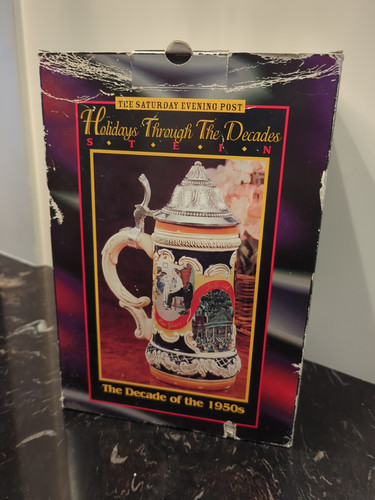 THE SATURDAY EVENING POST
Holidays Through The Decades
S • T • E • I • N
The Decade of the 1950s